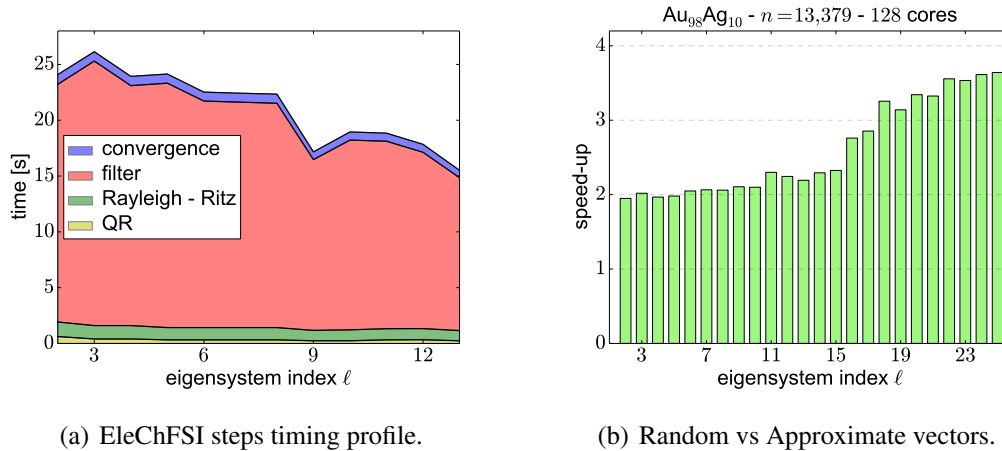 25
20
15
10
5
0
time [s]
convergence
filter
Rayleigh - Ritz
QR
3 6 9 12
eigensystem index ℓ
(a) EleChFSI steps timing profile.
Au₉₈Ag₁₀ - n = 13,379 - 128 cores
4
3
2
1
0
speed-up
3 7 11 15 19 23
eigensystem index ℓ
(b) Random vs Approximate vectors.